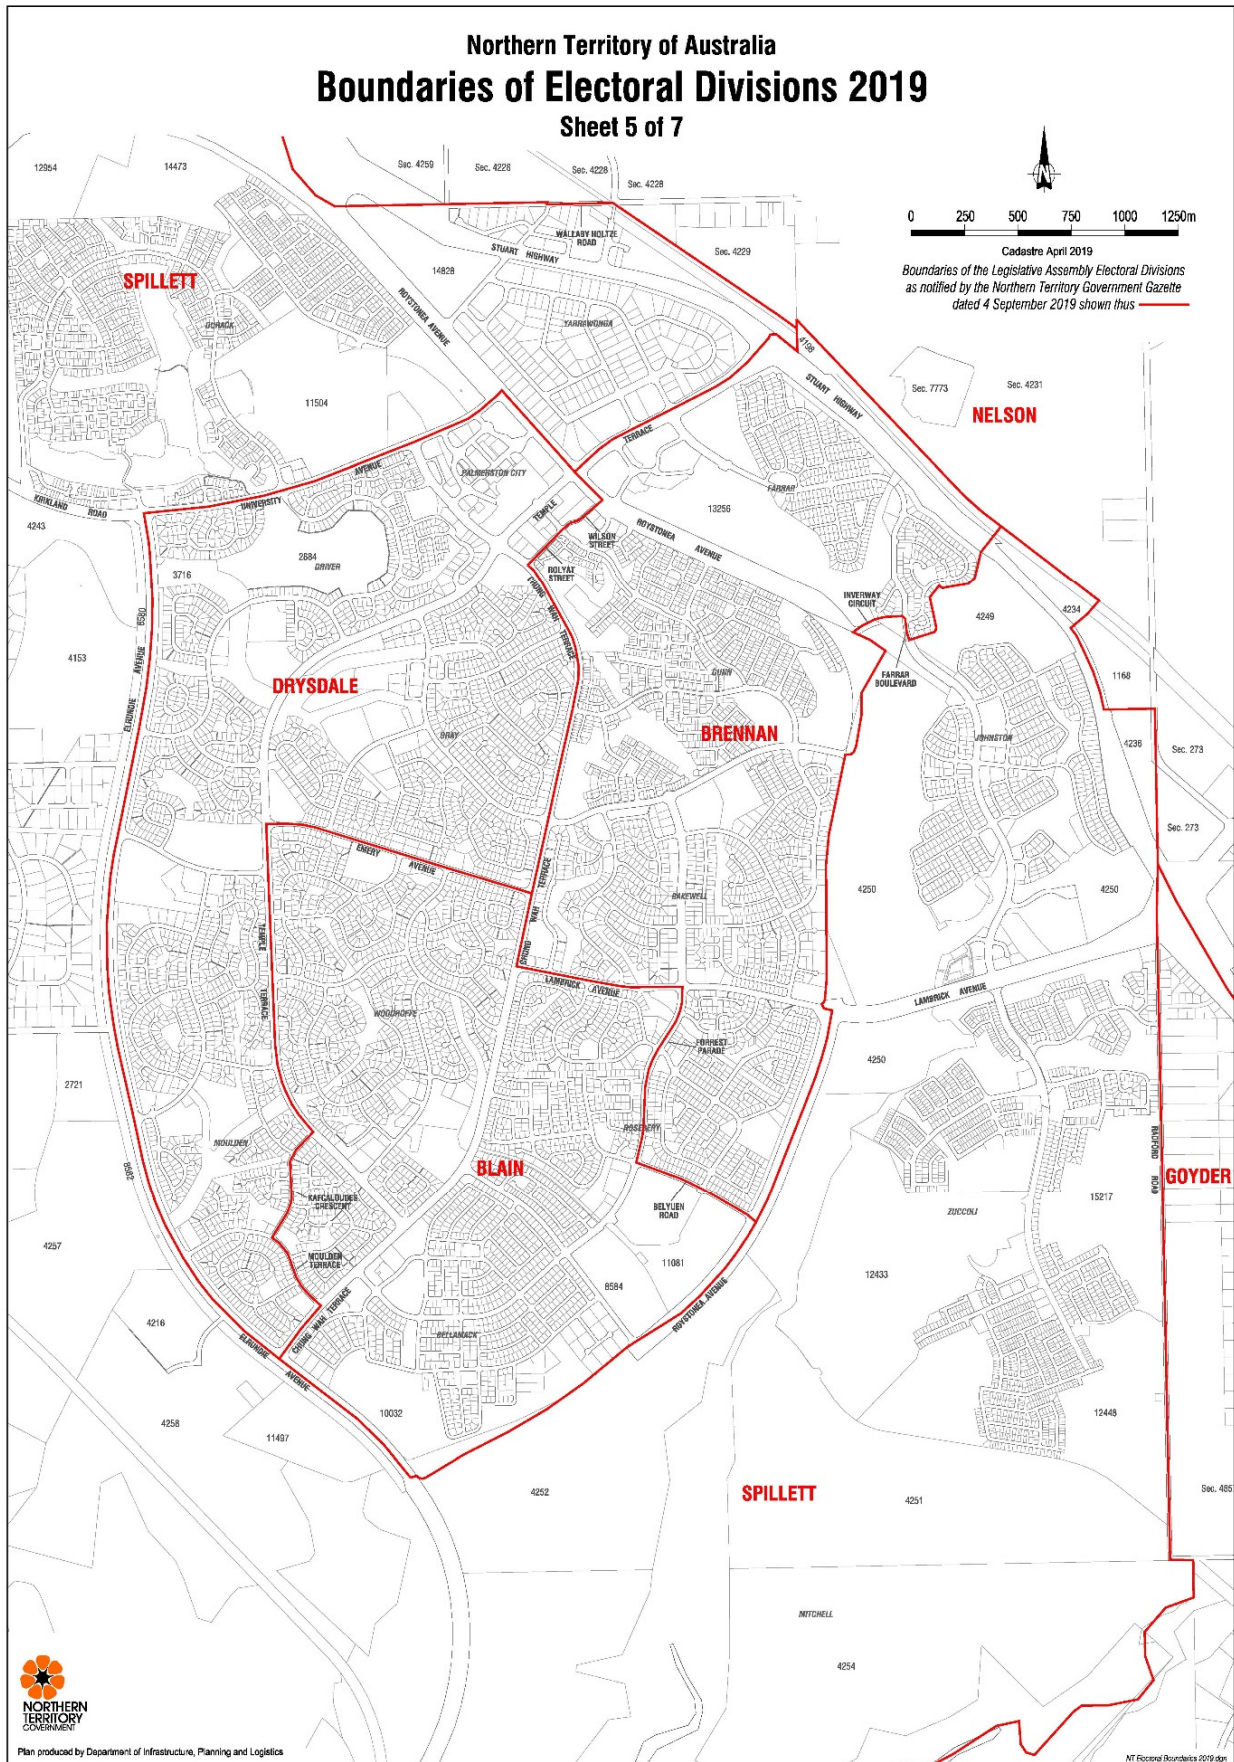 Northern Territory of Australia
Boundaries of Electoral Divisions 2019
Sheet 5 of 7
0 250 500 750 1000 1250m
Cadastre April 2019
Boundaries of the Legislative Assembly Electoral Divisions
as notified by the Northern Territory Government Gazette
dated 4 September 2019 shown thus
12954
14473
Sec. 4259
Sec. 4226
Sec. 4228
Sec. 4228
WALLABY HOLTZE
ROAD
STUART HIGHWAY
Sec. 4229
14828
SPILLETT
DURACK
ROYSTONEA AVENUE
YARRAWONGA
4198
STUART HIGHWAY
Sec. 7773
Sec. 4231
NELSON
11504
TERRACE
PALMERSTON CITY
AVENUE
UNIVERSITY
KIRKLAND ROAD
4243
FARRAR
13256
TEMPLE
WILSON
STREET
ROYSTONEA AVENUE
2684
DRIVER
3716
ROLYAT
STREET
CHUNG WAH TERRACE
INVERWAY
CIRCUIT
4249
4234
8580
4153
ELRUNDIE AVENUE
DRYSDALE
GUNN
FARRAR
BOULEVARD
1168
GRAY
BRENNAN
JOHNSTON
4236
Sec. 273
Sec. 273
EMERY AVENUE
CHUNG WAH TERRACE
BAKEWELL
4250
4250
TEMPLE TERRACE
LAMBRICK AVENUE
LAMBRICK AVENUE
WOODROFFE
FORREST
PARADE
4250
2721
MOULDEN
ROSEBERY
8562
BLAIN
RADFORD ROAD
GOYDER
KAFCALOUDES
CRESCENT
BELYUEN
ROAD
15217
ZUCCOLI
4257
MOULDEN
TERRACE
11081
12433
8584
4216
CHUNG WAH TERRACE
ROYSTONEA AVENUE
ELRUNDIE AVENUE
BELLAMACK
10032
4258
11497
12448
4252
SPILLETT
4251
MITCHELL
4254
NORTHERN
TERRITORY
GOVERNMENT
Plan produced by Department of Infrastructure, Planning and Logistics
NT Electoral Boundaries 2019.dgn